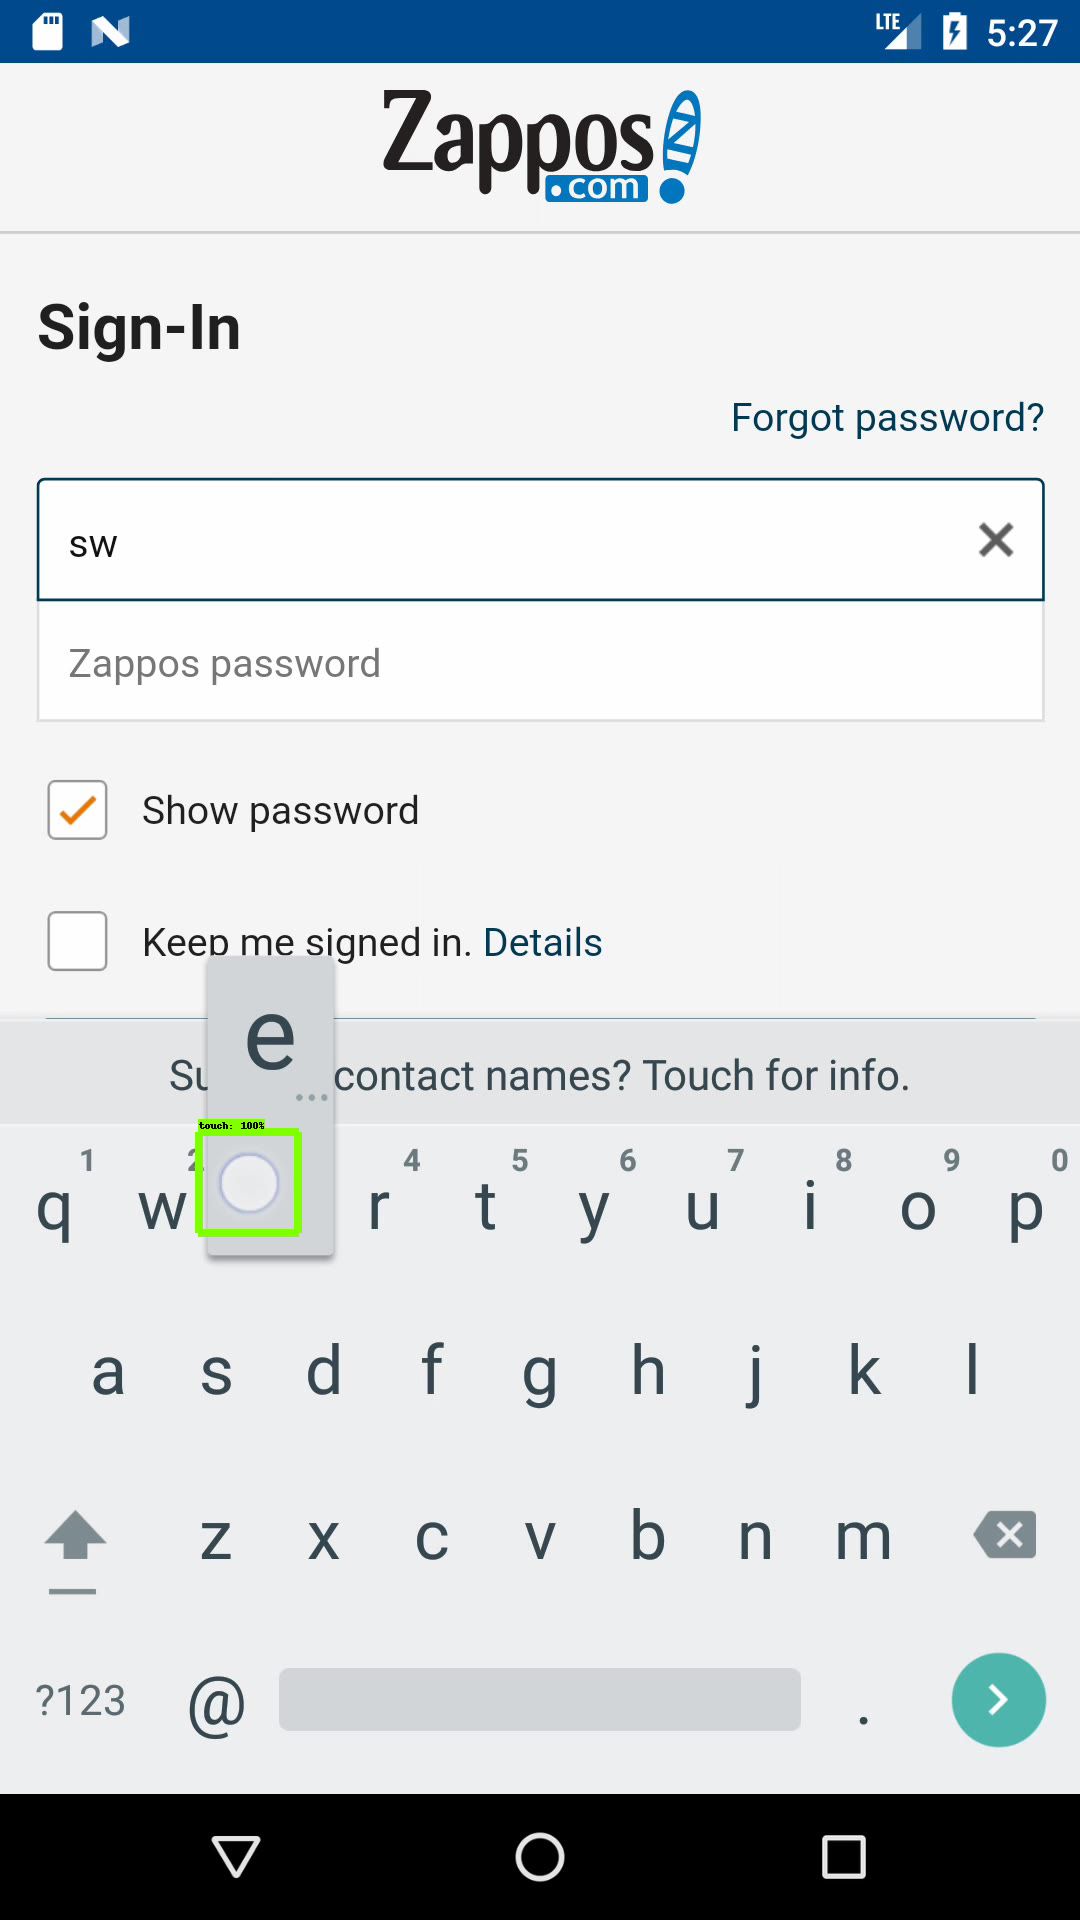 LTE 5:27
Zappos
.com
Sign-In
Forgot password?
sw
Zappos password
Show password
Keep me signed in. Details
e
Su contact names? Touch for info.
...
touch: 100%
1 2 4 5 6 7 8 9 0
q w r t y u i o p
a s d f g h j k l
z x c v b n m
?123 @ .